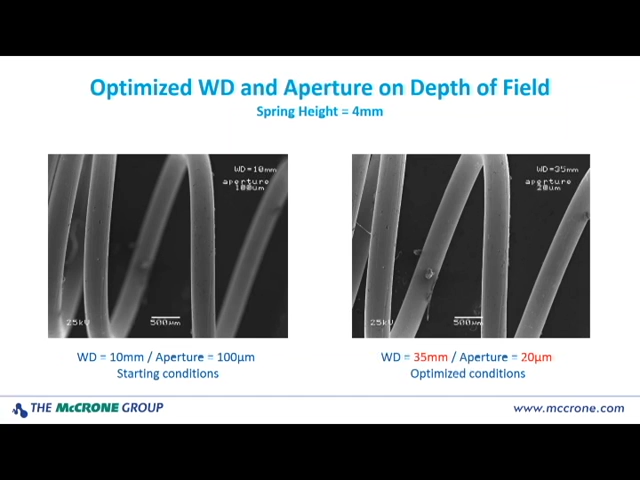 Optimized WD and Aperture on Depth of Field
Spring Height = 4mm
WD=10mm
aperture
100um
25kV 500µm
WD=35mm
aperture
20um
25kV 500µm
WD = 10mm / Aperture = 100µm
Starting conditions
WD = 35mm / Aperture = 20µm
Optimized conditions
THE McCRONE GROUP
www.mccrone.com